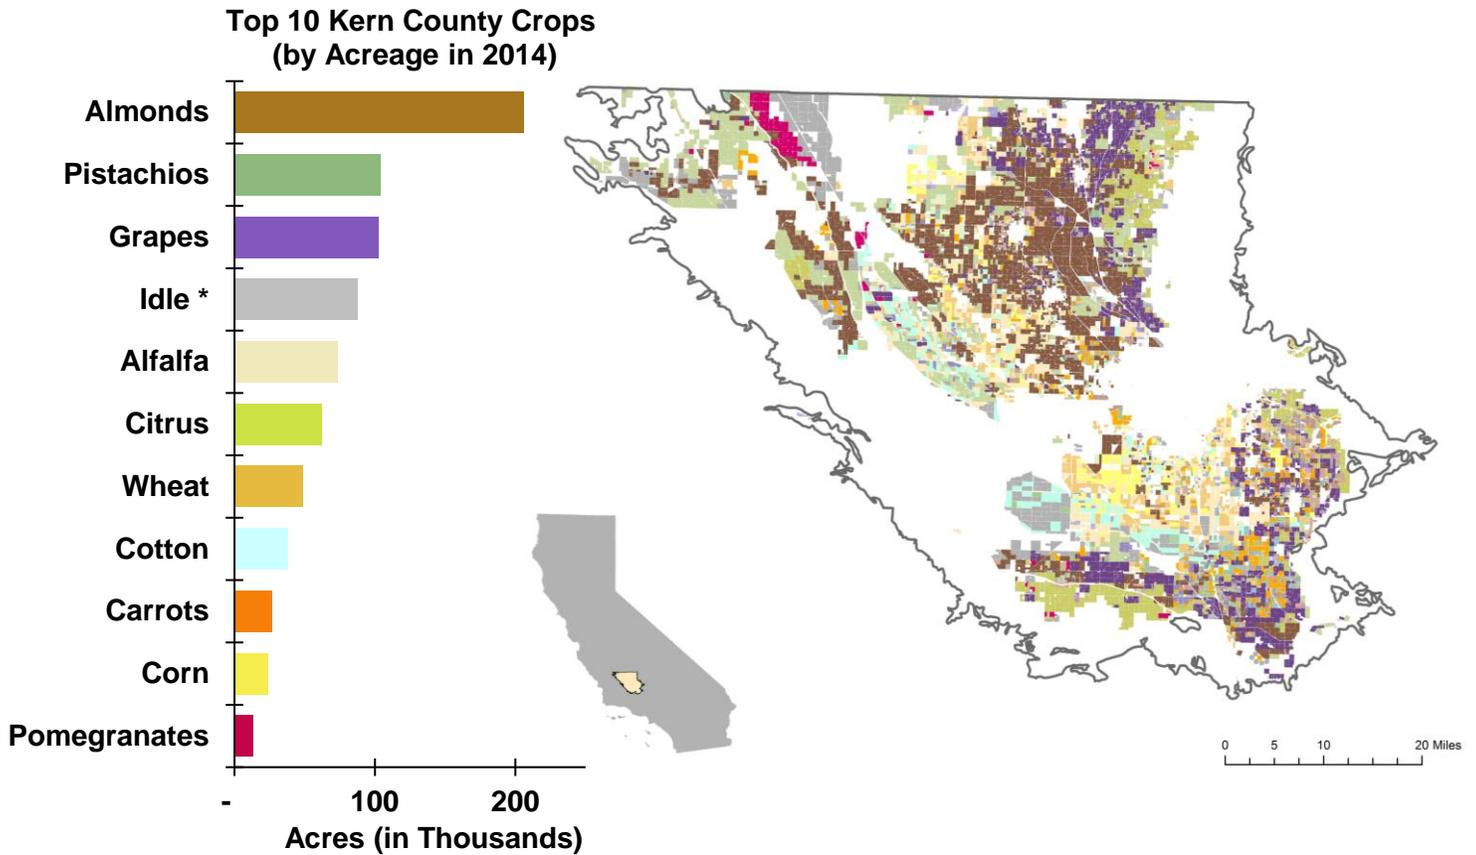 Top 10 Kern County Crops
(by Acreage in 2014)
Almonds
Pistachios
Grapes
Idle *
Alfalfa
Citrus
Wheat
Cotton
Carrots
Corn
Pomegranates
- 100 200
Acres (in Thousands)
0 5 10 20 Miles